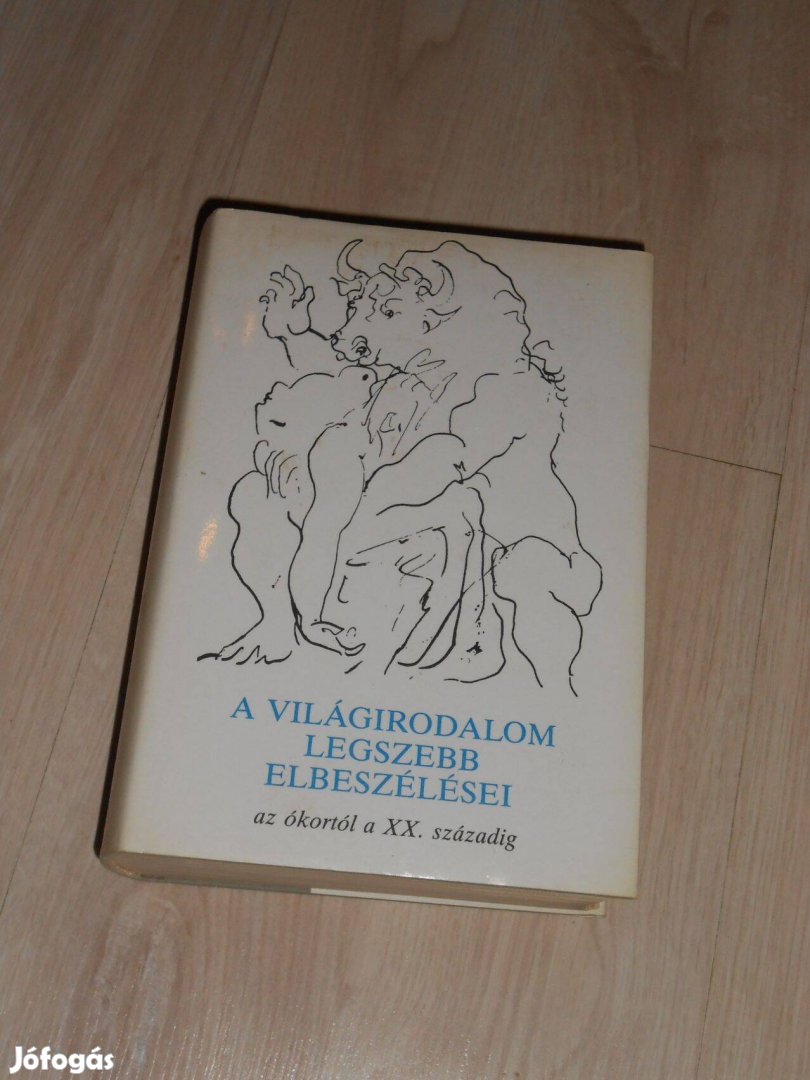 A VILÁGIRODALOM
LEGSZEBB
ELBESZÉLÉSEI
az ókortól a XX. századig
Jófogás